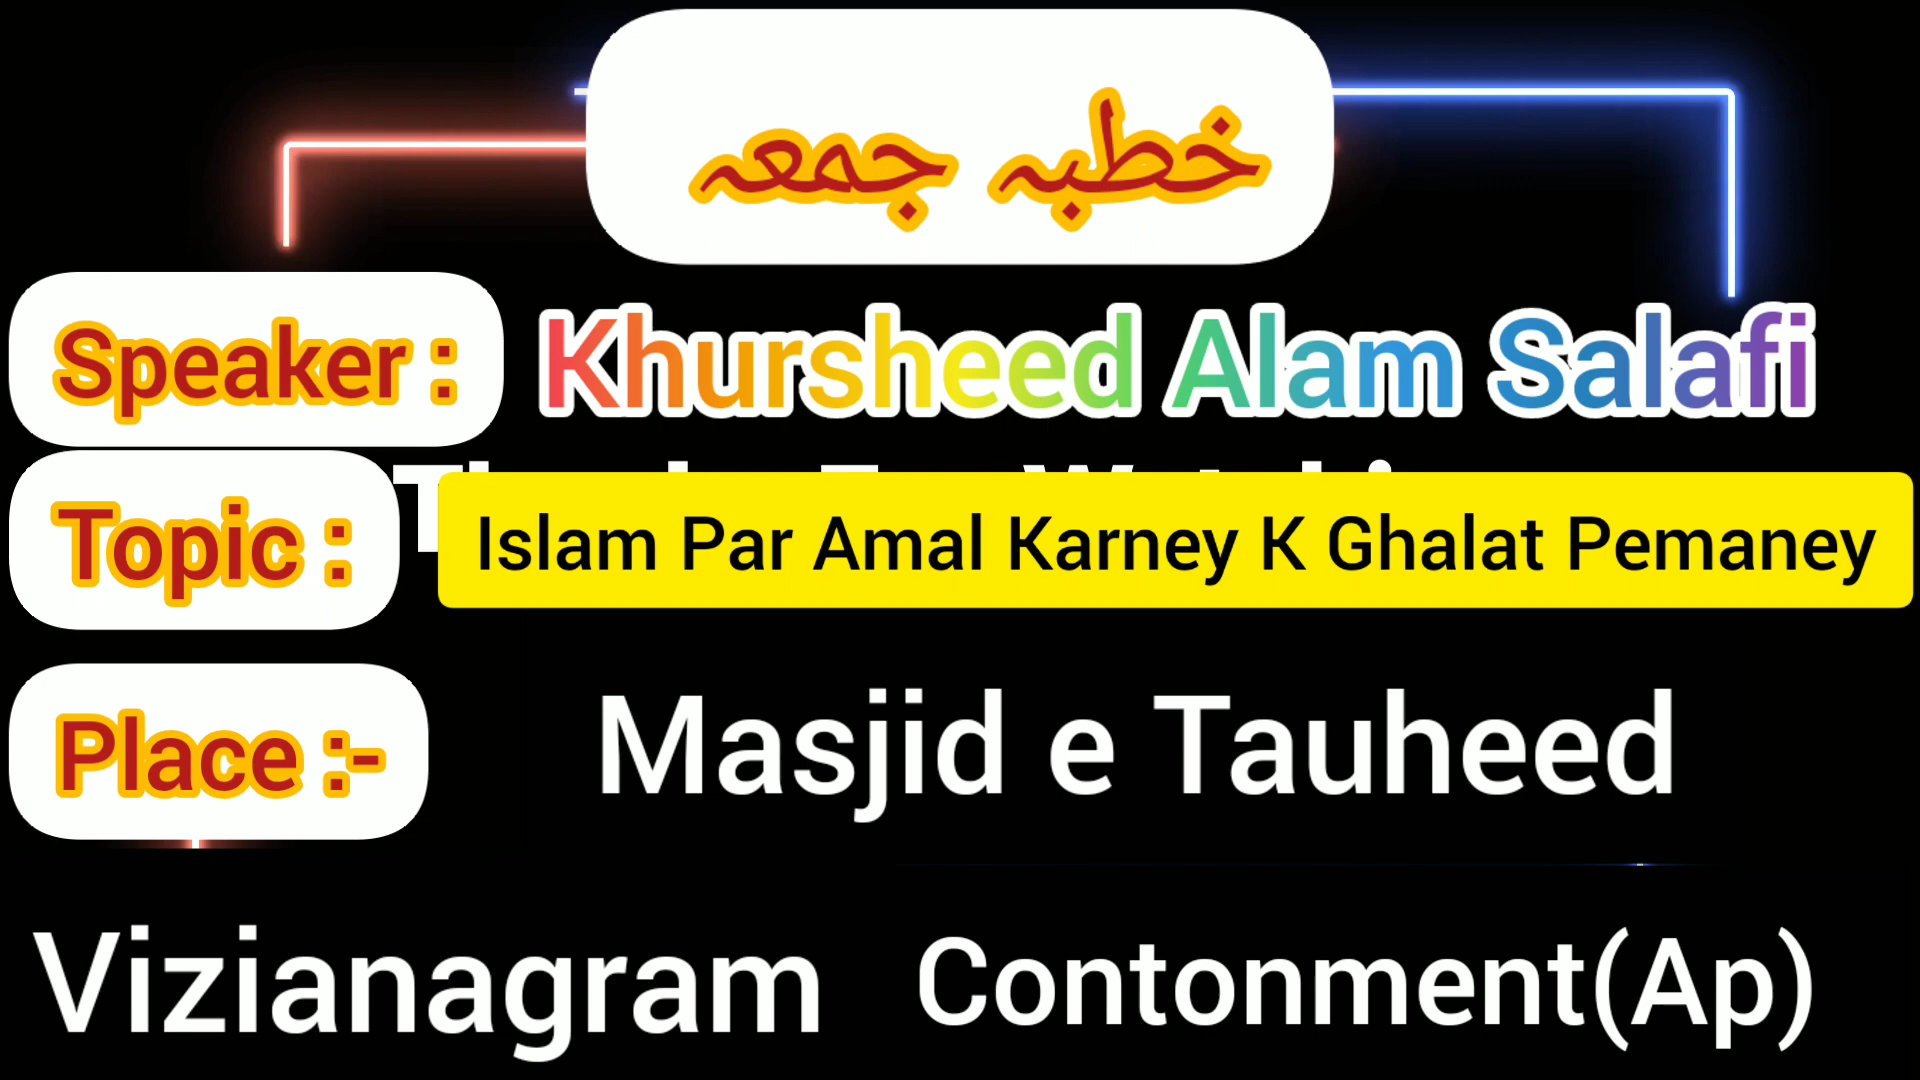 خطبہ جمعہ
Speaker : Khursheed Alam Salafi
Topic : Islam Par Amal Karney K Ghalat Pemaney
Place :- Masjid e Tauheed
Vizianagram Contonment(Ap)